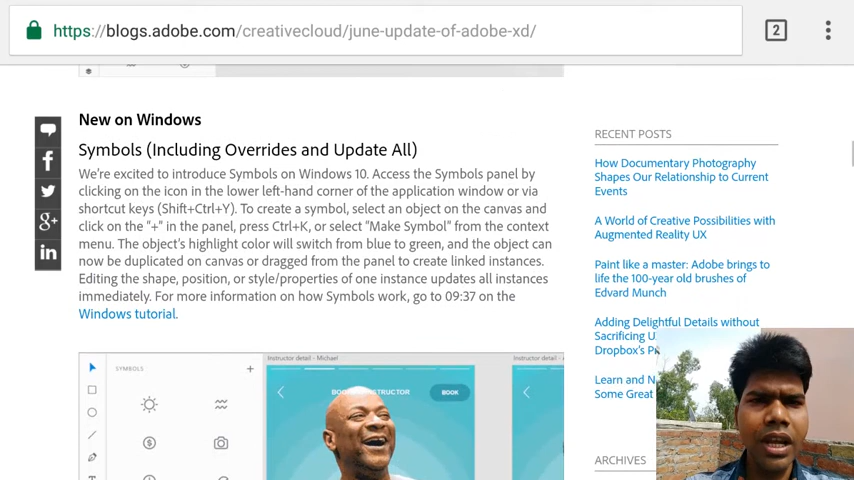 https://blogs.adobe.com/creativecloud/june-update-of-adobe-xd/
2
New on Windows
Symbols (Including Overrides and Update All)
We're excited to introduce Symbols on Windows 10. Access the Symbols panel by
clicking on the icon in the lower left-hand corner of the application window or via
shortcut keys (Shift+Ctrl+Y). To create a symbol, select an object on the canvas and
click on the "+" in the panel, press Ctrl+K, or select "Make Symbol" from the context
menu. The object's highlight color will switch from blue to green, and the object can
now be duplicated on canvas or dragged from the panel to create linked instances.
Editing the shape, position, or style/properties of one instance updates all instances
immediately. For more information on how Symbols work, go to 09:37 on the
Windows tutorial.
Instructor detail - Michael
Instructor detail -
SYMBOLS
BOOK
RECENT POSTS
How Documentary Photography
Shapes Our Relationship to Current
Events
A World of Creative Possibilities with
Augmented Reality UX
Paint like a master: Adobe brings to
life the 100-year old brushes of
Edvard Munch
Adding Delightful Details without
Sacrificing U
Dropbox's P
Learn and N
Some Great
ARCHIVES